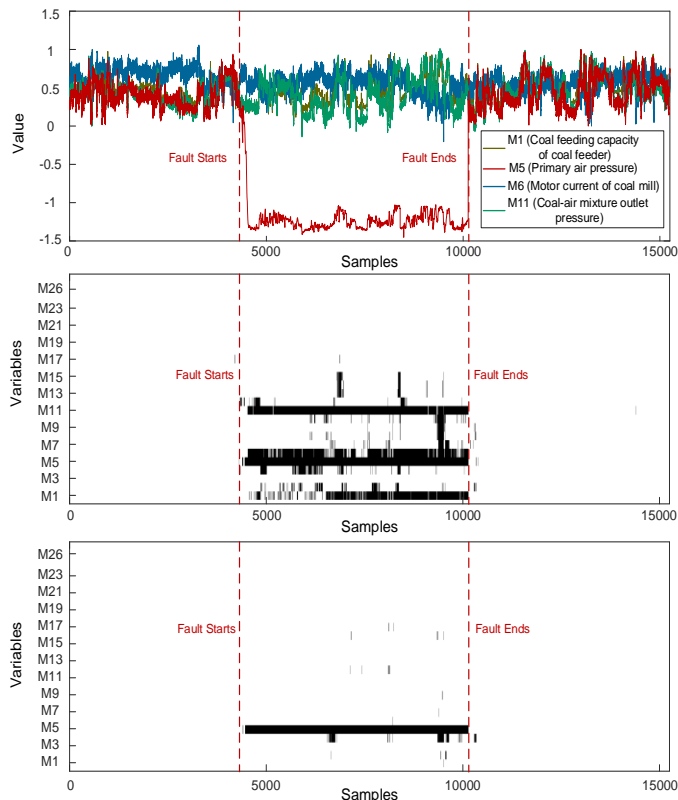 1.5
1
0.5
0
-0.5
-1
-1.5
Value
Fault Starts
Fault Ends
M1 (Coal feeding capacity
of coal feeder)
M5 (Primary air pressure)
M6 (Motor current of coal mill)
M11 (Coal-air mixture outlet
pressure)
0
5000
10000
15000
Samples
M26
M23
M21
M19
M17
M15
M13
M11
M9
M7
M5
M3
M1
Variables
Fault Starts
Fault Ends
0
5000
10000
15000
Samples
M26
M23
M21
M19
M17
M15
M13
M11
M9
M7
M5
M3
M1
Variables
Fault Starts
Fault Ends
0
5000
10000
15000
Samples